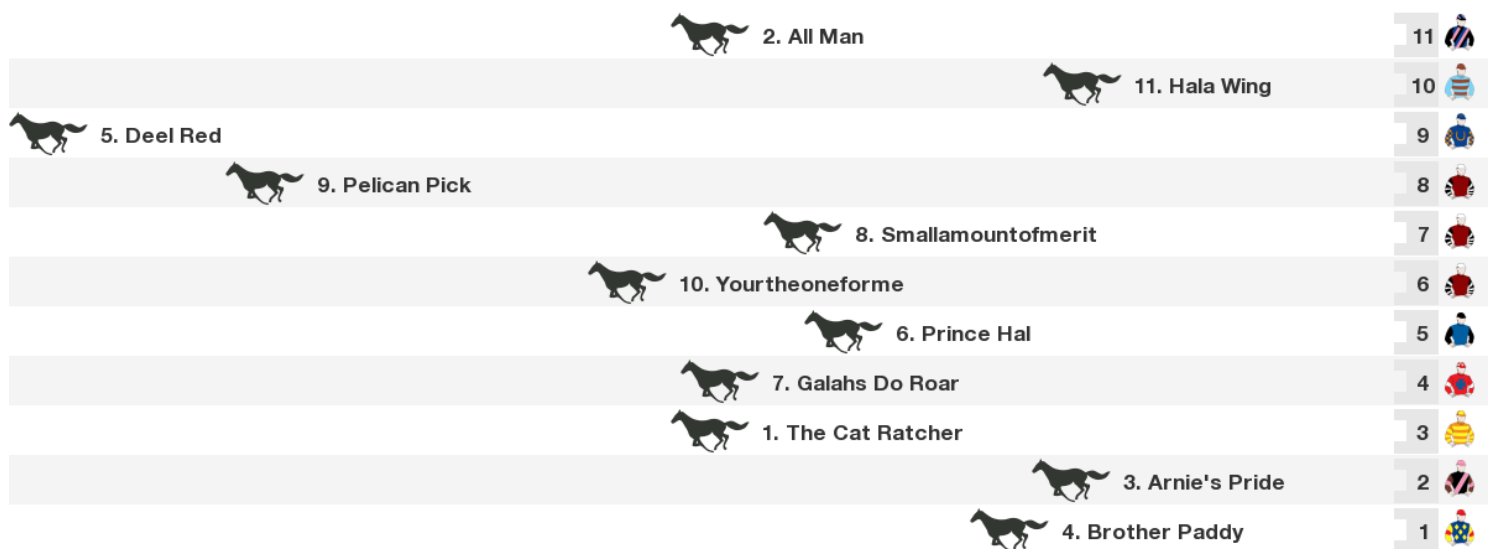 2. All Man 11
11. Hala Wing 10
5. Deel Red 9
9. Pelican Pick 8
8. Smallamountofmerit 7
10. Yourtheoneforme 6
6. Prince Hal 5
7. Galahs Do Roar 4
1. The Cat Ratcher 3
3. Arnie's Pride 2
4. Brother Paddy 1